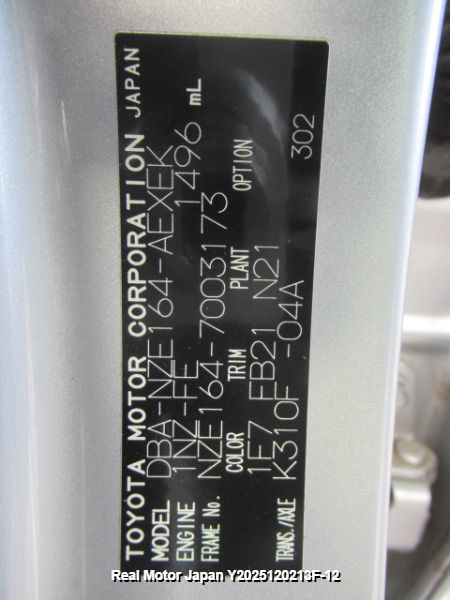 TOYOTA MOTOR CORPORATION JAPAN
MODEL DBA-NZE164-AEXEK
ENGINE 1NZ-FE 1496 mL
FRAME No. NZE164-7003173
COLOR TRIM PLANT OPTION
1F7 FB21 N21
TRANS./AXLE K310F -04A 302
Real Motor Japan Y2025120213F-12